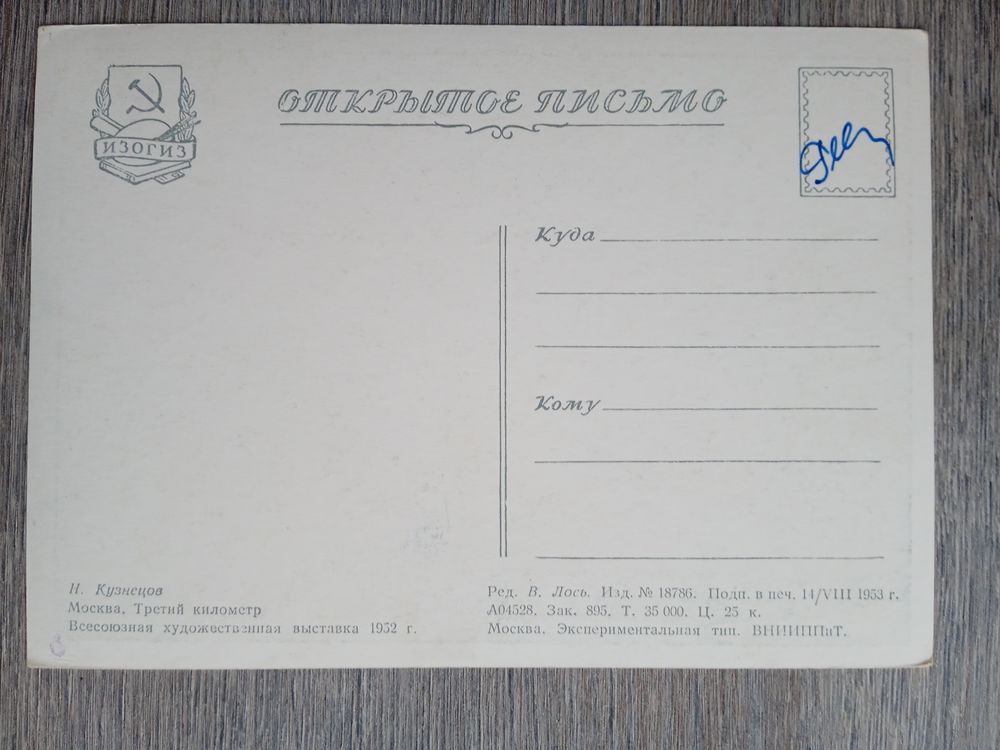 ИЗОГИЗ
ОТКРЫТОЕ ПИСЬМО
Куда
Кому
Н. Кузнецов
Москва. Третий километр
Всесоюзная художественная выставка 1952 г.
Ред. В. Лось. Изд. № 18786. Подп. в печ. 14/VIII 1953 г.
А04528. Зак. 895. Т. 35 000. Ц. 25 к.
Москва. Экспериментальная тип. ВНИИППиТ.